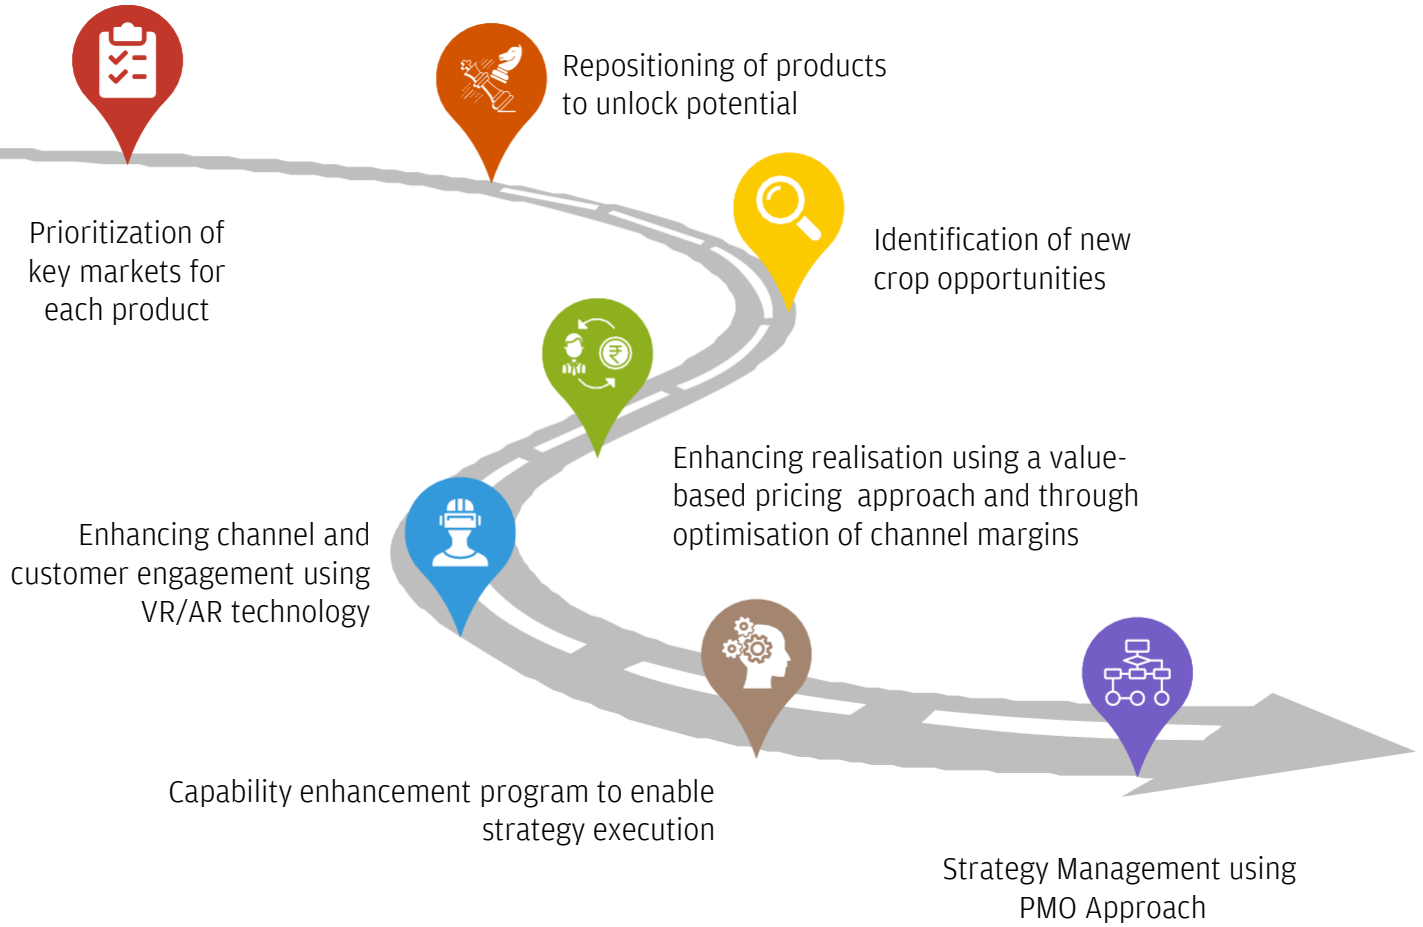 Repositioning of products
to unlock potential
Prioritization of
key markets for
each product
Identification of new
crop opportunities
Enhancing realisation using a value-
based pricing  approach and through
optimisation of channel margins
Enhancing channel and
customer engagement using
VR/AR technology
Capability enhancement program to enable
strategy execution
Strategy Management using
PMO Approach